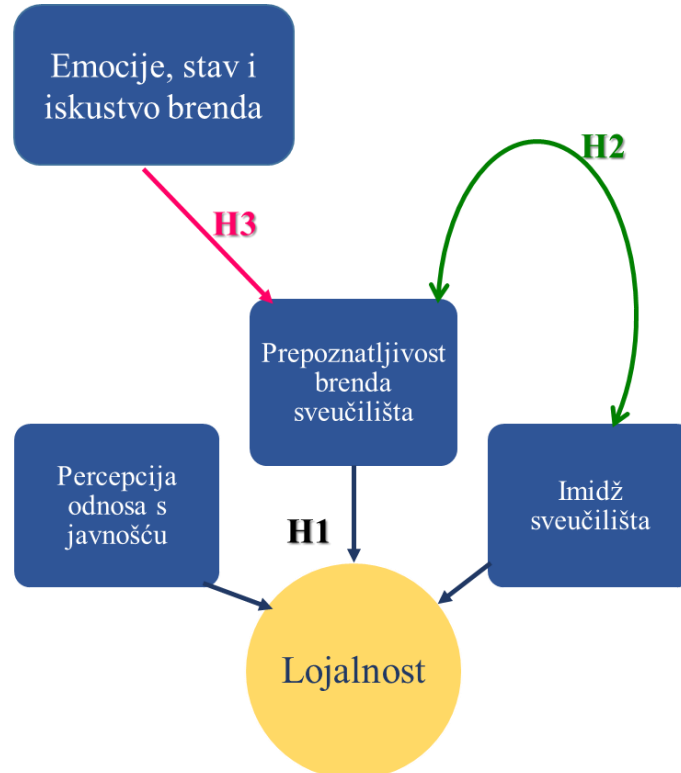 Emocije, stav i
iskustvo brenda
H2
H3
Prepoznatljivost
brenda
sveučilišta
Percepcija
odnosa s
javnošću
Imidž
sveučilišta
H1
Lojalnost